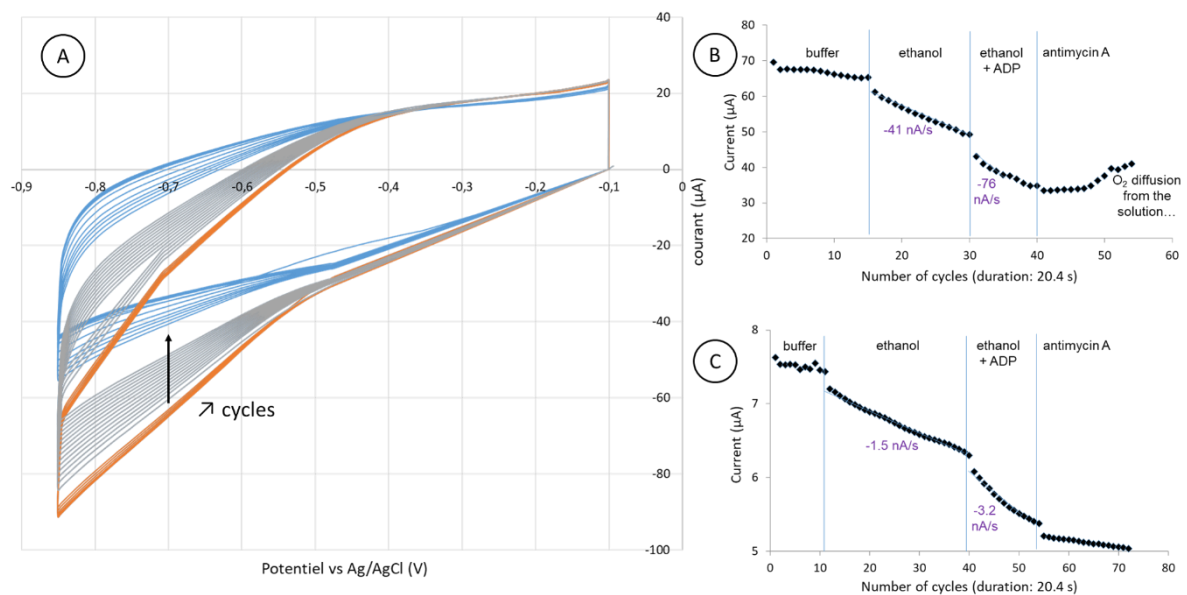 A
40
20
0
-0,9
-0,8
-0,7
-0,6
-0,5
-0,4
-0,3
-0,2
-0,1
0
-20
-40
-60
-80
-100
courant (µA)
↗ cycles
Potentiel vs Ag/AgCl (V)
B
80
70
60
50
40
30
20
Current (µA)
buffer
ethanol
ethanol
+ ADP
antimycin A
-41 nA/s
-76
nA/s
O₂ diffusion
from the
solution…
0
10
20
30
40
50
60
Number of cycles (duration: 20.4 s)
C
8
7
6
5
Current (µA)
buffer
ethanol
ethanol
+ ADP
antimycin A
-1.5 nA/s
-3.2
nA/s
0
10
20
30
40
50
60
70
80
Number of cycles (duration: 20.4 s)